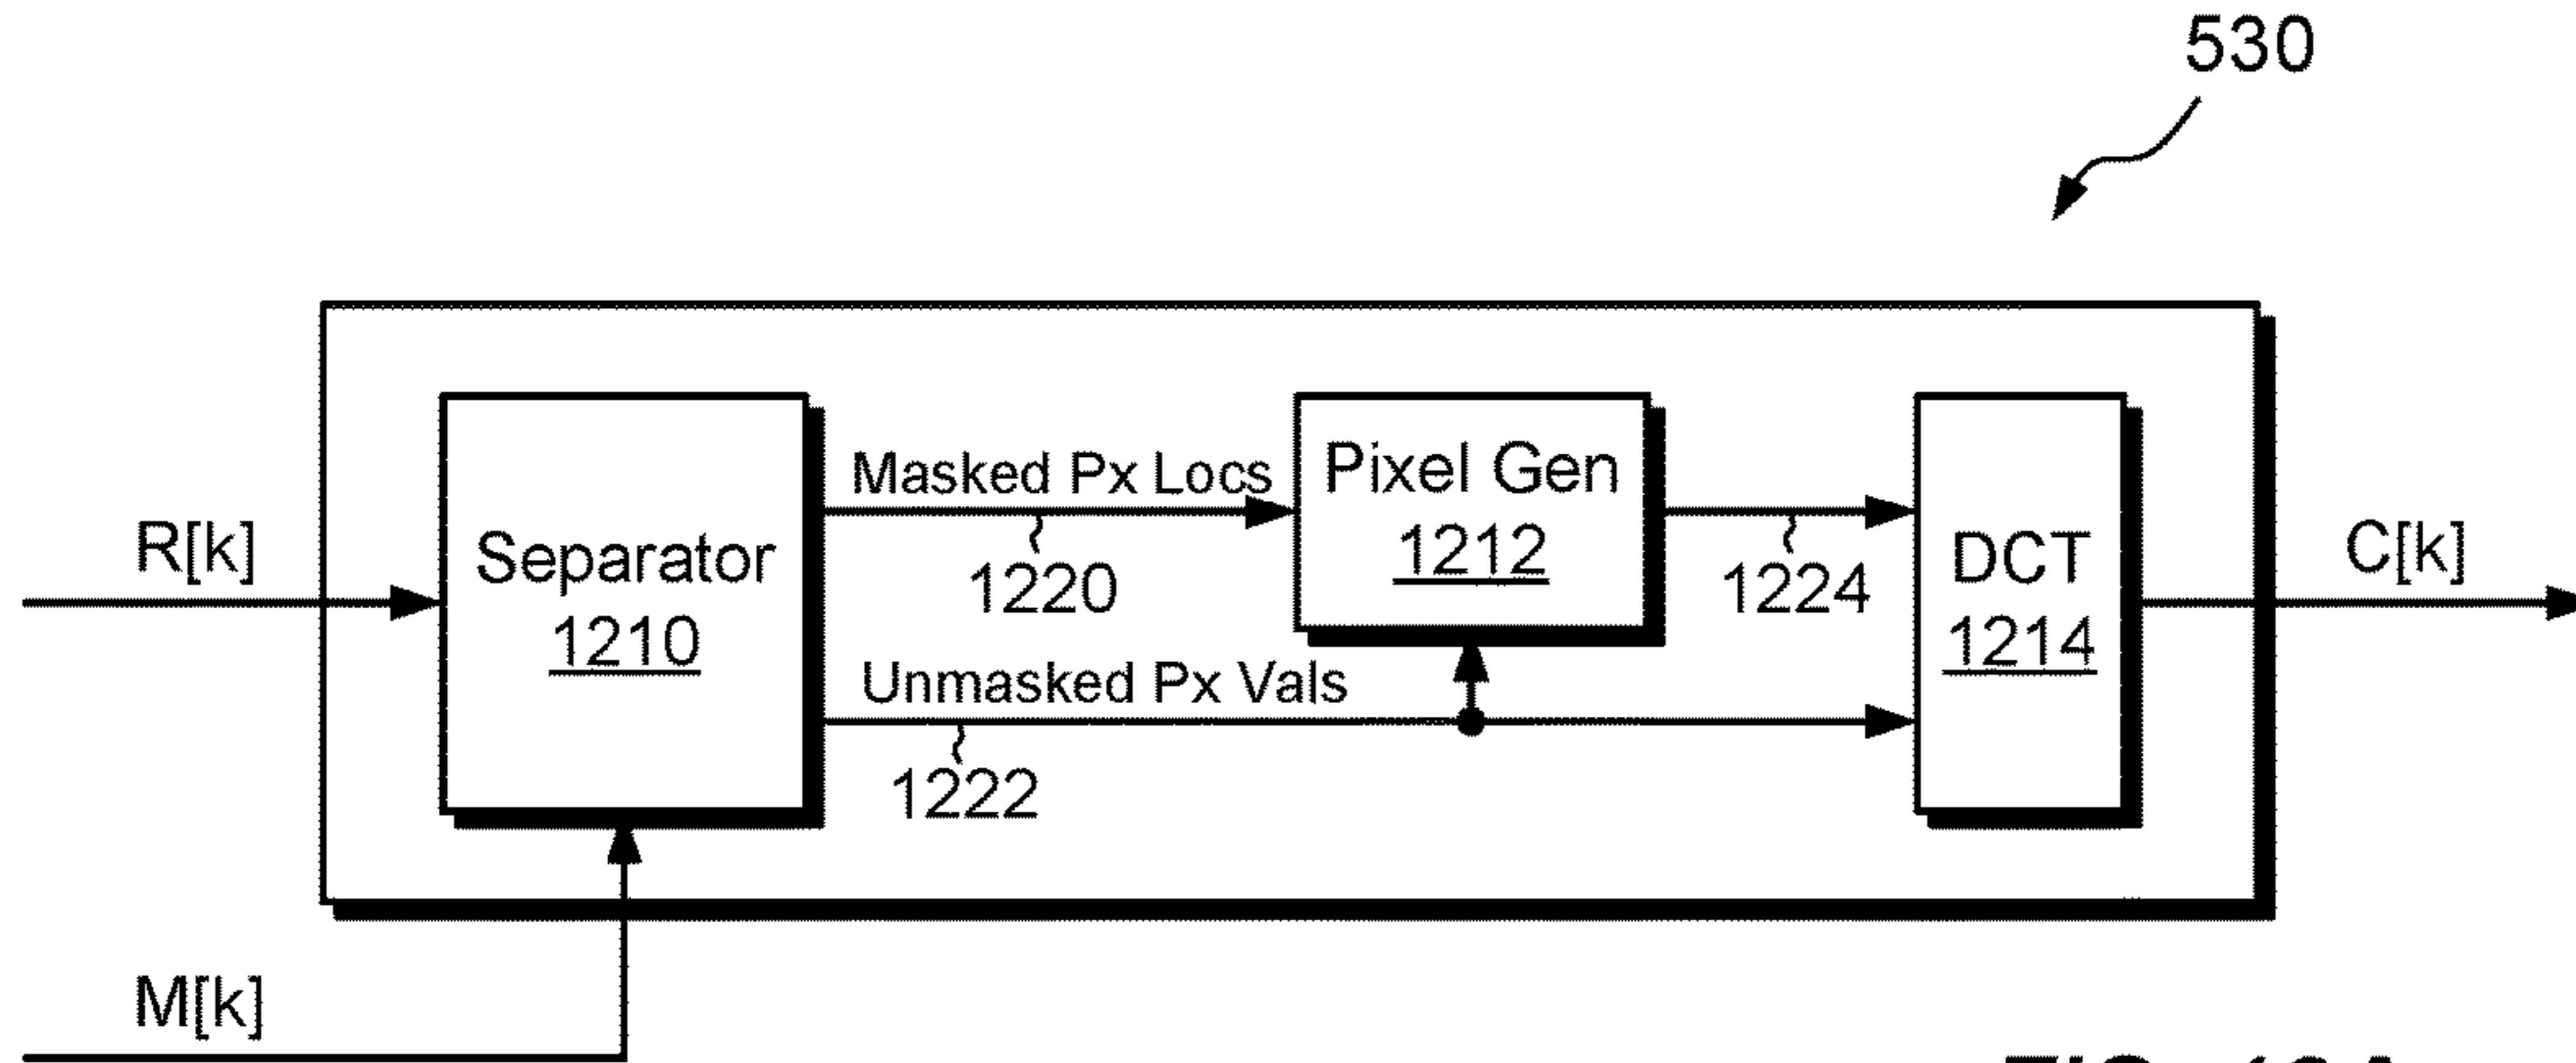 530
R[k]
Separator
1210
Masked Px Locs
1220
Unmasked Px Vals
1222
Pixel Gen
1212
1224
DCT
1214
C[k]
M[k]